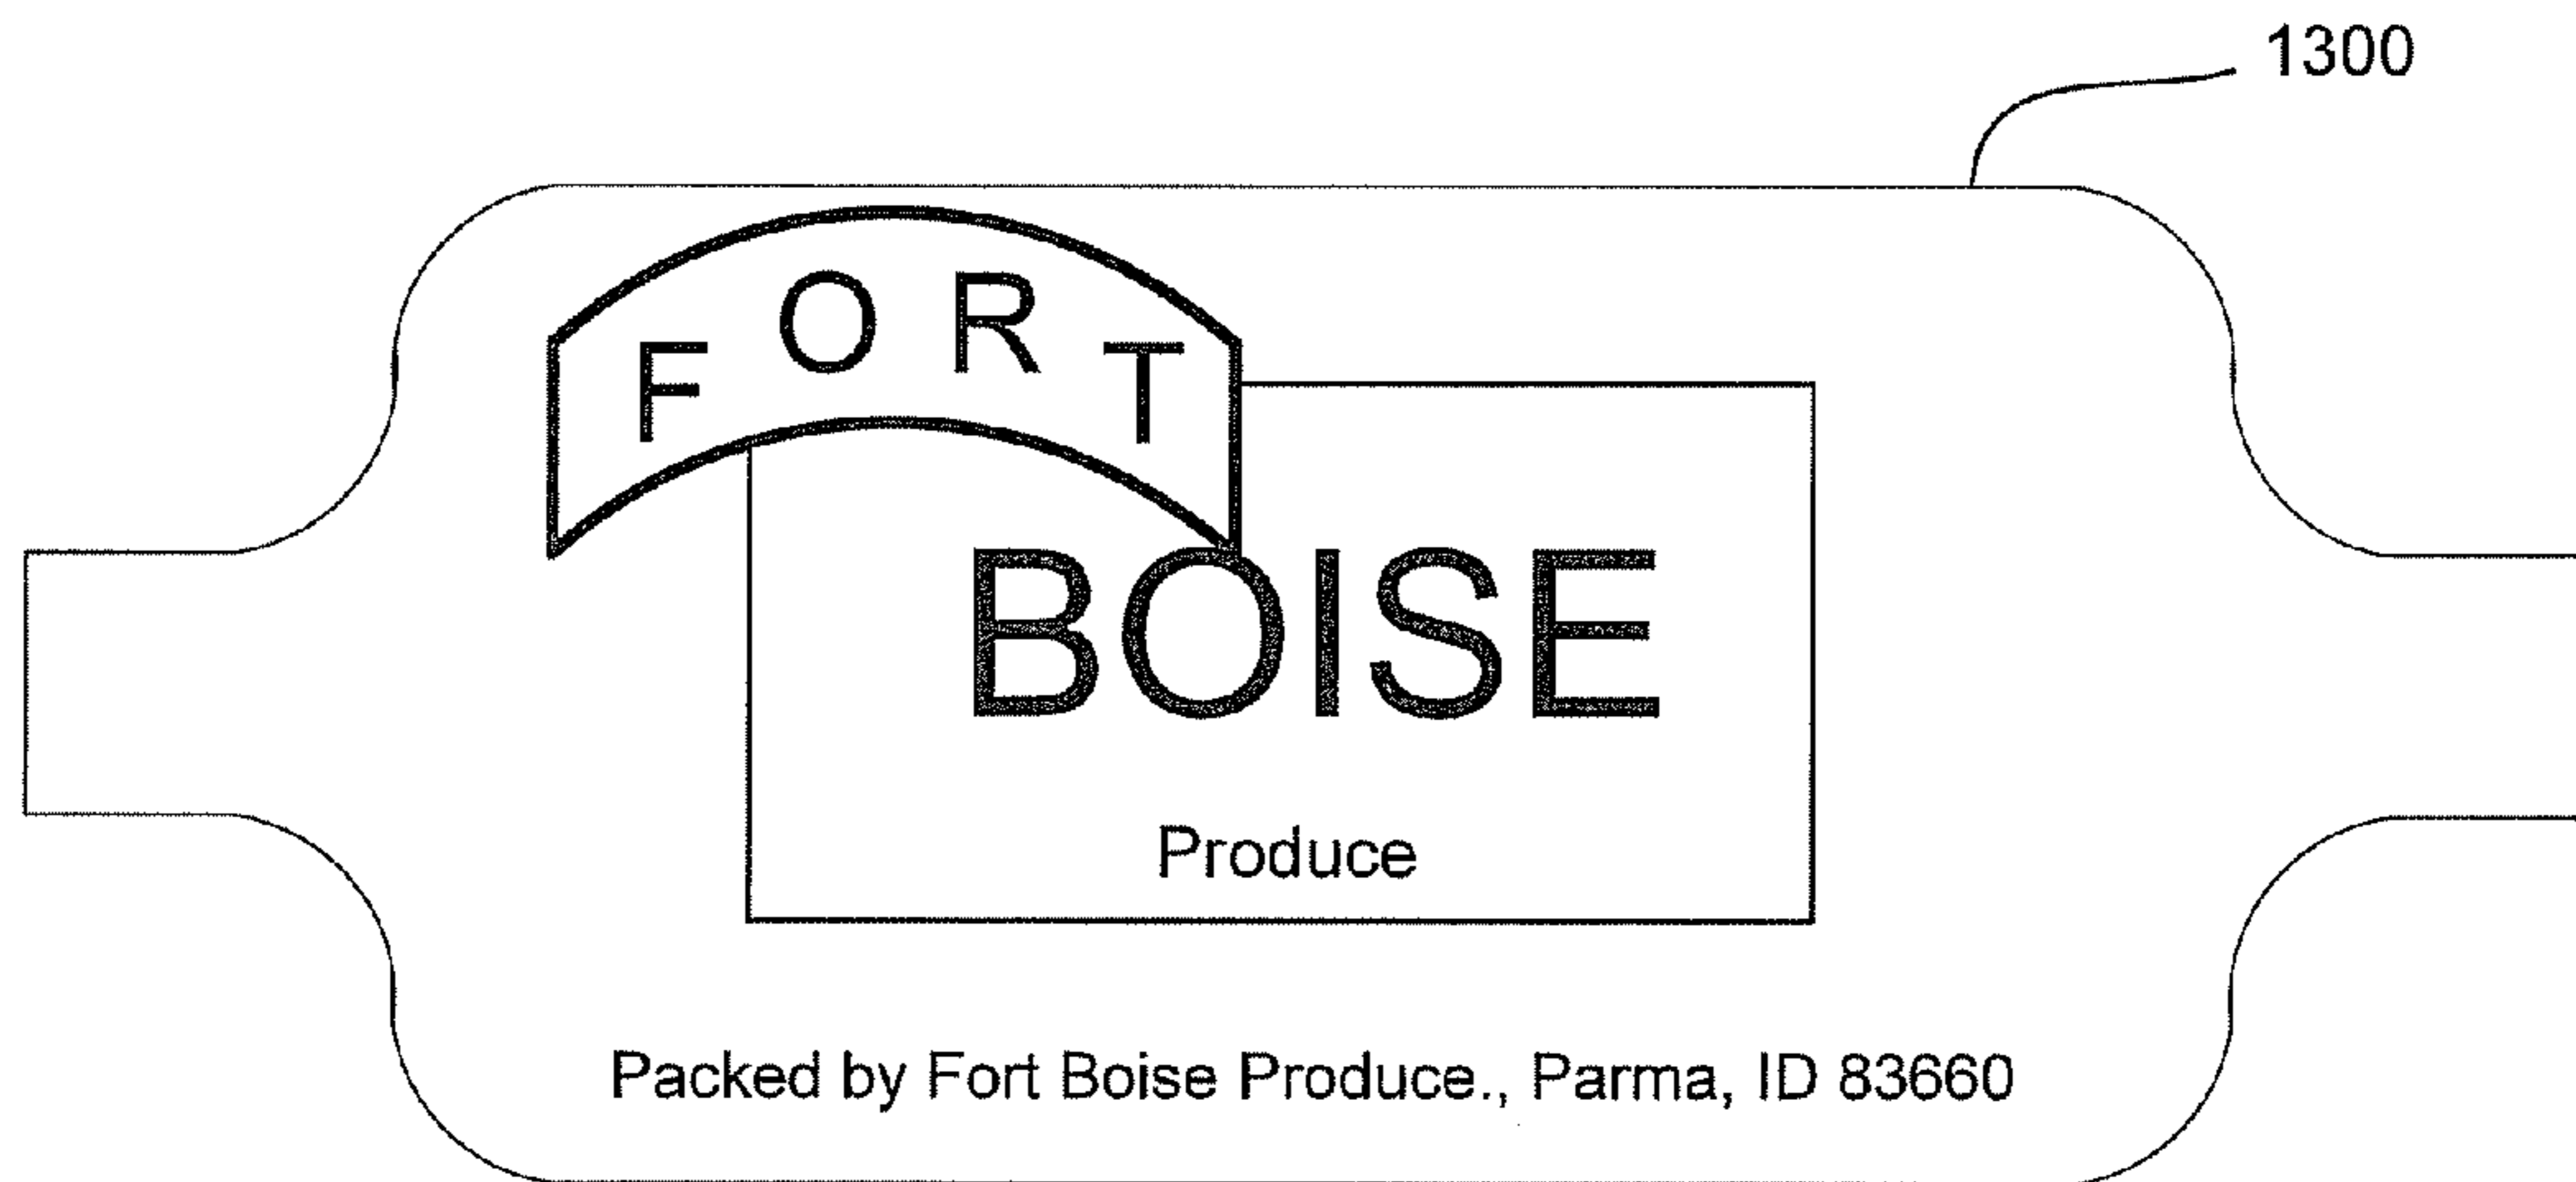 1300
FORT
BOISE
Produce
Packed by Fort Boise Produce., Parma, ID 83660